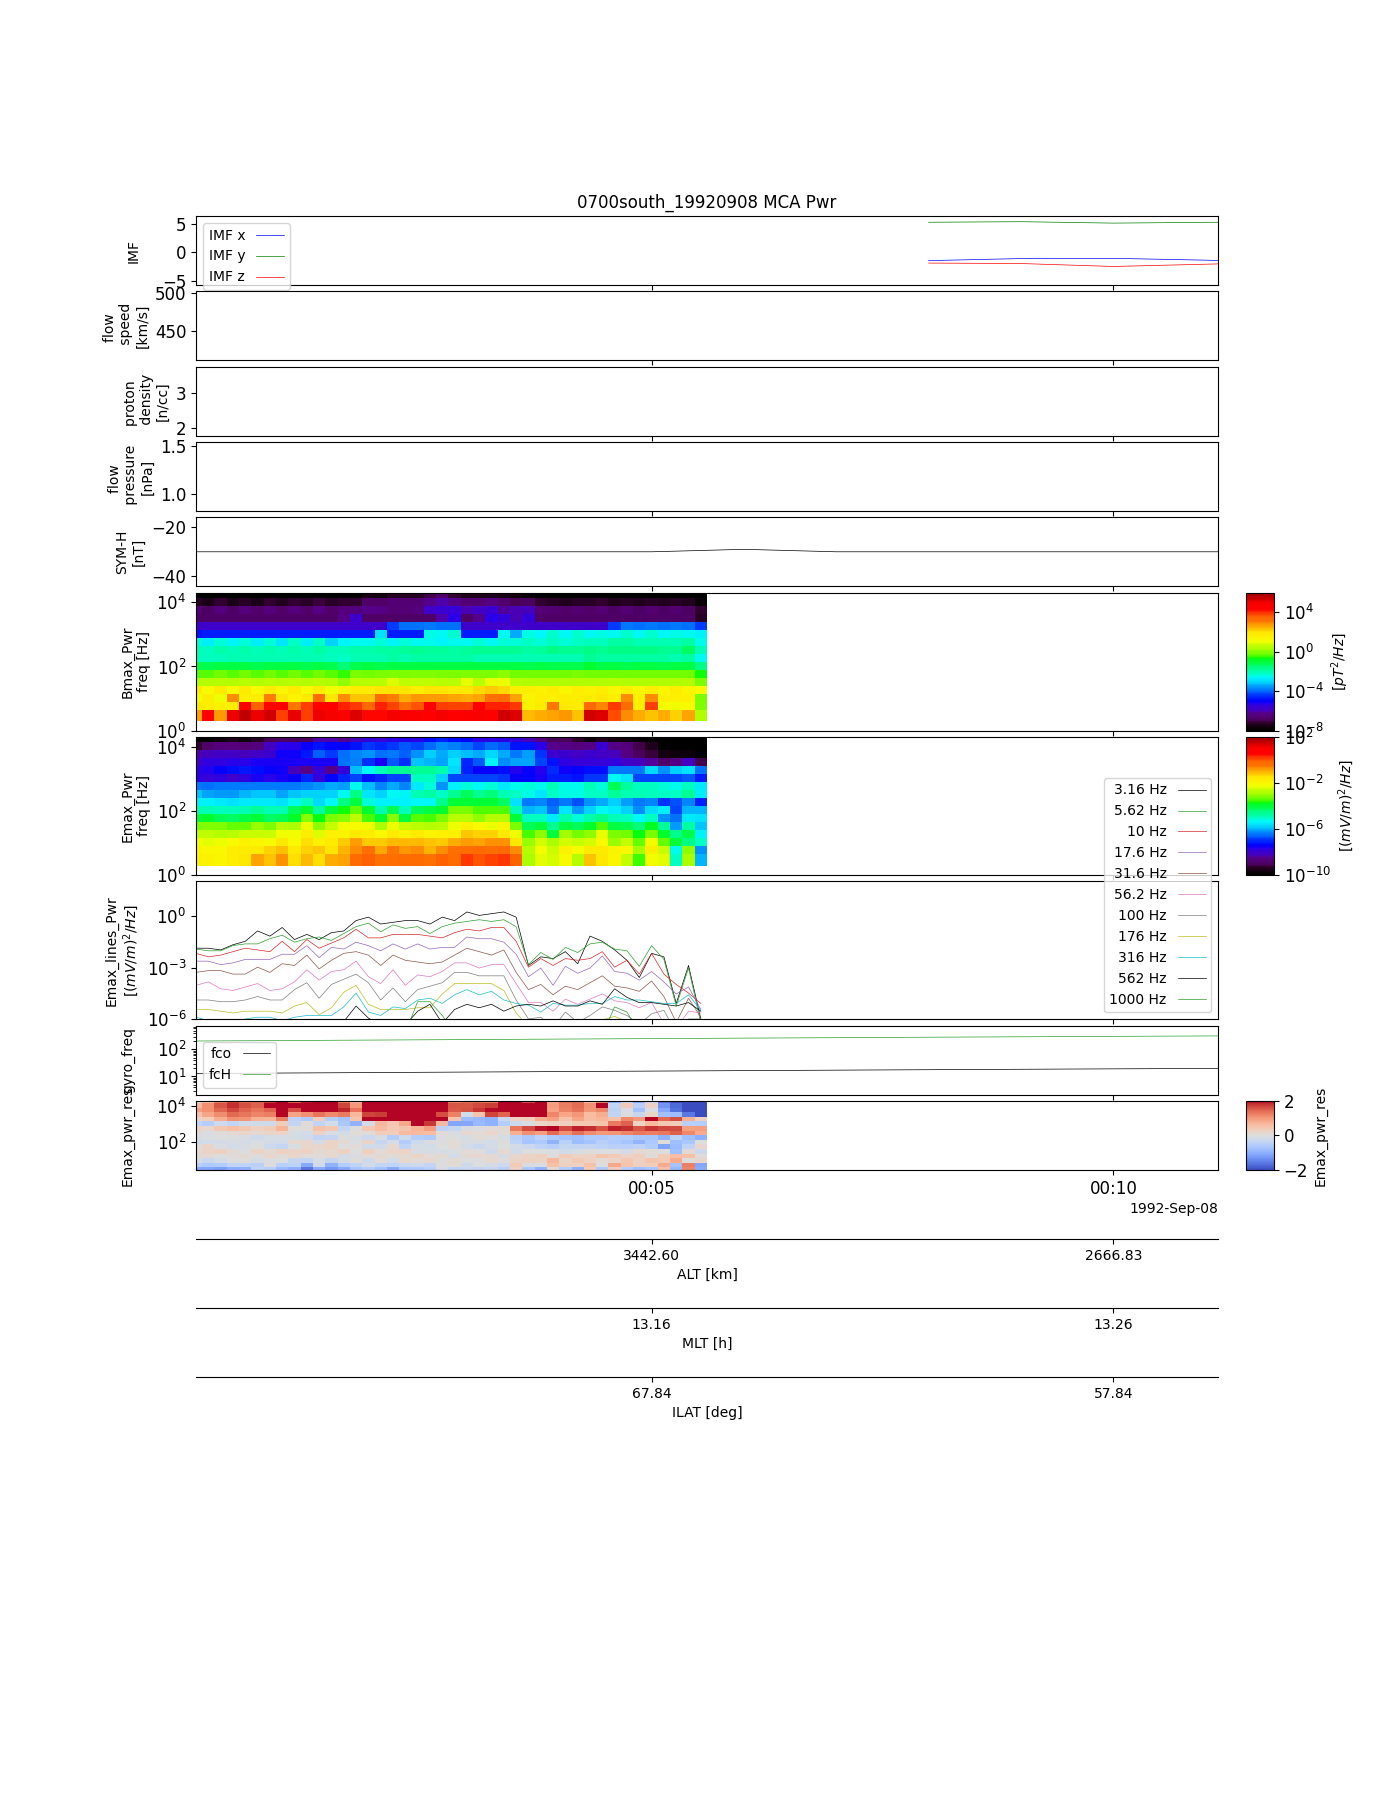 0700south_19920908 MCA Pwr
IMF
5
0
−5
IMF x
IMF y
IMF z
flow
speed
[km/s]
500
450
proton
density
[n/cc]
3
2
flow
pressure
[nPa]
1.5
1.0
SYM-H
[nT]
−20
−40
Bmax_Pwr
freq [Hz]
10^4
10^2
10^0
10^4
10^0
10^−4
10^−8
[pT^2/Hz]
Emax_Pwr
freq [Hz]
10^4
10^2
10^0
10^2
10^−2
10^−6
10^−10
[(mV/m)^2/Hz]
3.16 Hz
5.62 Hz
10 Hz
17.6 Hz
31.6 Hz
56.2 Hz
100 Hz
176 Hz
316 Hz
562 Hz
1000 Hz
Emax_lines_Pwr
[(mV/m)^2/Hz]
10^0
10^−3
10^−6
gyro_freq
10^2
10^1
fco
fcH
Emax_pwr_res
10^4
10^2
2
0
−2
Emax_pwr_res
00:05
00:10
1992-Sep-08
3442.60
2666.83
ALT [km]
13.16
13.26
MLT [h]
67.84
57.84
ILAT [deg]